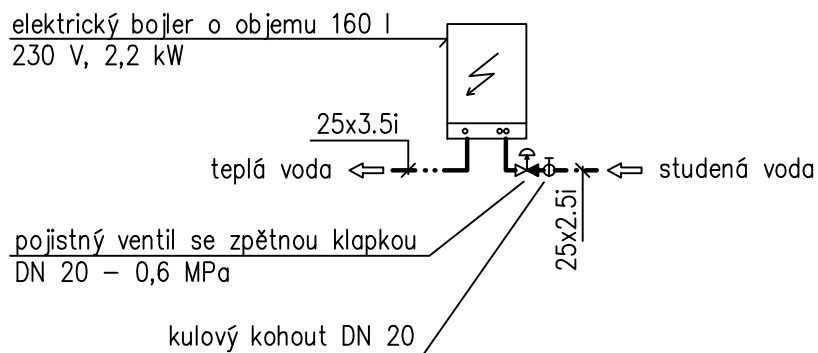 elektrický bojler o objemu 160 l
230 V, 2,2 kW
25x3.5i
teplá voda
studená voda
25x2.5i
pojistný ventil se zpětnou klapkou
DN 20 – 0,6 MPa
kulový kohout DN 20